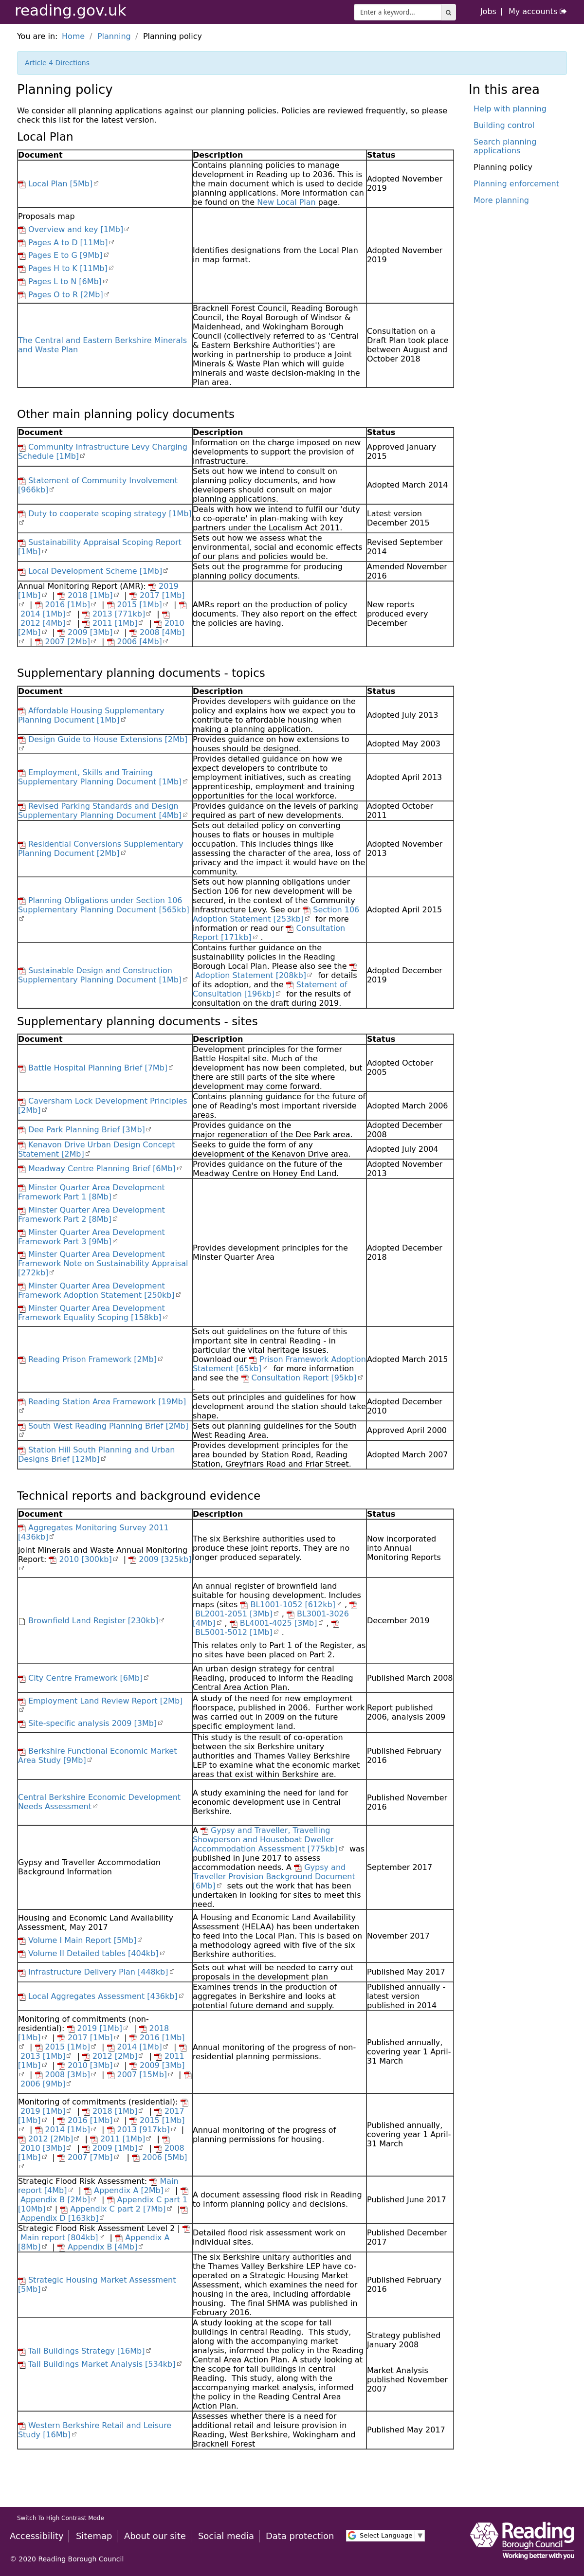 reading.gov.uk
Enter a keyword...
Jobs | My accounts
You are in: Home / Planning / Planning policy
Article 4 Directions
Planning policy
We consider all planning applications against our planning policies. Policies are reviewed frequently, so please
check this list for the latest version.
In this area
Help with planning
Building control
Search planning
applications
Planning policy
Planning enforcement
More planning
Local Plan
Document Description Status
Local Plan [5Mb]
Contains planning policies to manage
development in Reading up to 2036. This is
the main document which is used to decide
planning applications. More information can
be found on the New Local Plan page.
Adopted November
2019
Proposals map
Overview and key [1Mb]
Pages A to D [11Mb]
Pages E to G [9Mb]
Pages H to K [11Mb]
Pages L to N [6Mb]
Pages O to R [2Mb]
Identifies designations from the Local Plan
in map format.
Adopted November
2019
The Central and Eastern Berkshire Minerals
and Waste Plan
Bracknell Forest Council, Reading Borough
Council, the Royal Borough of Windsor &
Maidenhead, and Wokingham Borough
Council (collectively referred to as 'Central
& Eastern Berkshire Authorities') are
working in partnership to produce a Joint
Minerals & Waste Plan which will guide
minerals and waste decision-making in the
Plan area.
Consultation on a
Draft Plan took place
between August and
October 2018
Other main planning policy documents
Document Description Status
Community Infrastructure Levy Charging
Schedule [1Mb]
Information on the charge imposed on new
developments to support the provision of
infrastructure.
Approved January
2015
Statement of Community Involvement
[966kb]
Sets out how we intend to consult on
planning policy documents, and how
developers should consult on major
planning applications.
Adopted March 2014
Duty to cooperate scoping strategy [1Mb]
Deals with how we intend to fulfil our 'duty
to co-operate' in plan-making with key
partners under the Localism Act 2011.
Latest version
December 2015
Sustainability Appraisal Scoping Report
[1Mb]
Sets out how we assess what the
environmental, social and economic effects
of our plans and policies would be.
Revised September
2014
Local Development Scheme [1Mb]
Sets out the programme for producing
planning policy documents.
Amended November
2016
Annual Monitoring Report (AMR): 2019
[1Mb] | 2018 [1Mb] | 2017 [1Mb]
| 2016 [1Mb] | 2015 [1Mb] |
2014 [1Mb] | 2013 [771kb] |
2012 [4Mb] | 2011 [1Mb] | 2010
[2Mb] | 2009 [3Mb] | 2008 [4Mb]
| 2007 [2Mb] | 2006 [4Mb]
AMRs report on the production of policy
documents. They also report on the effect
the policies are having.
New reports
produced every
December
Supplementary planning documents - topics
Document Description Status
Affordable Housing Supplementary
Planning Document [1Mb]
Provides developers with guidance on the
policy and explains how we expect you to
contribute to affordable housing when
making a planning application.
Adopted July 2013
Design Guide to House Extensions [2Mb]
Provides guidance on how extensions to
houses should be designed.
Adopted May 2003
Employment, Skills and Training
Supplementary Planning Document [1Mb]
Provides detailed guidance on how we
expect developers to contribute to
employment initiatives, such as creating
apprenticeship, employment and training
opportunities for the local workforce.
Adopted April 2013
Revised Parking Standards and Design
Supplementary Planning Document [4Mb]
Provides guidance on the levels of parking
required as part of new developments.
Adopted October
2011
Residential Conversions Supplementary
Planning Document [2Mb]
Sets out detailed policy on converting
houses to flats or houses in multiple
occupation. This includes things like
assessing the character of the area, loss of
privacy and the impact it would have on the
community.
Adopted November
2013
Planning Obligations under Section 106
Supplementary Planning Document [565kb]
Sets out how planning obligations under
Section 106 for new development will be
secured, in the context of the Community
Infrastructure Levy. See our Section 106
Adoption Statement [253kb] for more
information or read our Consultation
Report [171kb] .
Adopted April 2015
Sustainable Design and Construction
Supplementary Planning Document [1Mb]
Contains further guidance on the
sustainability policies in the Reading
Borough Local Plan. Please also see the
Adoption Statement [208kb] for details
of its adoption, and the Statement of
Consultation [196kb] for the results of
consultation on the draft during 2019.
Adopted December
2019
Supplementary planning documents - sites
Document Description Status
Battle Hospital Planning Brief [7Mb]
Development principles for the former
Battle Hospital site. Much of the
development has now been completed, but
there are still parts of the site where
development may come forward.
Adopted October
2005
Caversham Lock Development Principles
[2Mb]
Contains planning guidance for the future of
one of Reading's most important riverside
areas.
Adopted March 2006
Dee Park Planning Brief [3Mb]
Provides guidance on the
major regeneration of the Dee Park area.
Adopted December
2008
Kenavon Drive Urban Design Concept
Statement [2Mb]
Seeks to guide the form of any
development of the Kenavon Drive area.
Adopted July 2004
Meadway Centre Planning Brief [6Mb]
Provides guidance on the future of the
Meadway Centre on Honey End Land.
Adopted November
2013
Minster Quarter Area Development
Framework Part 1 [8Mb]
Minster Quarter Area Development
Framework Part 2 [8Mb]
Minster Quarter Area Development
Framework Part 3 [9Mb]
Minster Quarter Area Development
Framework Note on Sustainability Appraisal
[272kb]
Minster Quarter Area Development
Framework Adoption Statement [250kb]
Minster Quarter Area Development
Framework Equality Scoping [158kb]
Provides development principles for the
Minster Quarter Area
Adopted December
2018
Reading Prison Framework [2Mb]
Sets out guidelines on the future of this
important site in central Reading - in
particular the vital heritage issues.
Download our Prison Framework Adoption
Statement [65kb] for more information
and see the Consultation Report [95kb]
.
Adopted March 2015
Reading Station Area Framework [19Mb]
Sets out principles and guidelines for how
development around the station should take
shape.
Adopted December
2010
South West Reading Planning Brief [2Mb]
Sets out planning guidelines for the South
West Reading Area.
Approved April 2000
Station Hill South Planning and Urban
Designs Brief [12Mb]
Provides development principles for the
area bounded by Station Road, Reading
Station, Greyfriars Road and Friar Street.
Adopted March 2007
Technical reports and background evidence
Document Description Status
Aggregates Monitoring Survey 2011
[436kb]
Joint Minerals and Waste Annual Monitoring
Report: 2010 [300kb] | 2009 [325kb]
The six Berkshire authorities used to
produce these joint reports. They are no
longer produced separately.
Now incorporated
into Annual
Monitoring Reports
Brownfield Land Register [230kb]
An annual register of brownfield land
suitable for housing development. Includes
maps (sites BL1001-1052 [612kb] ,
BL2001-2051 [3Mb] , BL3001-3026
[4Mb] , BL4001-4025 [3Mb] ,
BL5001-5012 [1Mb] .
This relates only to Part 1 of the Register, as
no sites have been placed on Part 2.
December 2019
City Centre Framework [6Mb]
An urban design strategy for central
Reading, produced to inform the Reading
Central Area Action Plan.
Published March 2008
Employment Land Review Report [2Mb]
Site-specific analysis 2009 [3Mb]
A study of the need for new employment
floorspace, published in 2006. Further work
was carried out in 2009 on the future
specific employment land.
Report published
2006, analysis 2009
Berkshire Functional Economic Market
Area Study [9Mb]
This study is the result of co-operation
between the six Berkshire unitary
authorities and Thames Valley Berkshire
LEP to examine what the economic market
areas that exist within Berkshire are.
Published February
2016
Central Berkshire Economic Development
Needs Assessment
A study examining the need for land for
economic development use in Central
Berkshire.
Published November
2016
Gypsy and Traveller Accommodation
Background Information
A Gypsy and Traveller, Travelling
Showperson and Houseboat Dweller
Accommodation Assessment [775kb] was
published in June 2017 to assess
accommodation needs. A Gypsy and
Traveller Provision Background Document
[6Mb] sets out the work that has been
undertaken in looking for sites to meet this
need.
September 2017
Housing and Economic Land Availability
Assessment, May 2017
Volume I Main Report [5Mb]
Volume II Detailed tables [404kb]
A Housing and Economic Land Availability
Assessment (HELAA) has been undertaken
to feed into the Local Plan. This is based on
a methodology agreed with five of the six
Berkshire authorities.
November 2017
Infrastructure Delivery Plan [448kb]
Sets out what will be needed to carry out
proposals in the development plan
Published May 2017
Local Aggregates Assessment [436kb]
Examines trends in the production of
aggregates in Berkshire and looks at
potential future demand and supply.
Published annually -
latest version
published in 2014
Monitoring of commitments (non-
residential): 2019 [1Mb] | 2018
[1Mb] | 2017 [1Mb] | 2016 [1Mb]
| 2015 [1Mb] | 2014 [1Mb] |
2013 [1Mb] | 2012 [2Mb] | 2011
[1Mb] | 2010 [3Mb] | 2009 [3Mb]
| 2008 [3Mb] | 2007 [15Mb] |
2006 [9Mb]
Annual monitoring of the progress of non-
residential planning permissions.
Published annually,
covering year 1 April-
31 March
Monitoring of commitments (residential):
2019 [1Mb] | 2018 [1Mb] | 2017
[1Mb] | 2016 [1Mb] | 2015 [1Mb]
| 2014 [1Mb] | 2013 [917kb] |
2012 [2Mb] | 2011 [1Mb] |
2010 [3Mb] | 2009 [1Mb] | 2008
[1Mb] | 2007 [7Mb] | 2006 [5Mb]
Annual monitoring of the progress of
planning permissions for housing.
Published annually,
covering year 1 April-
31 March
Strategic Flood Risk Assessment: Main
report [4Mb] | Appendix A [2Mb] |
Appendix B [2Mb] | Appendix C part 1
[10Mb] | Appendix C part 2 [7Mb] |
Appendix D [163kb]
A document assessing flood risk in Reading
to inform planning policy and decisions.
Published June 2017
Strategic Flood Risk Assessment Level 2 |
Main report [804kb] | Appendix A
[8Mb] | Appendix B [4Mb]
Detailed flood risk assessment work on
individual sites.
Published December
2017
Strategic Housing Market Assessment
[5Mb]
The six Berkshire unitary authorities and
the Thames Valley Berkshire LEP have co-
operated on a Strategic Housing Market
Assessment, which examines the need for
housing in the area, including affordable
housing. The final SHMA was published in
February 2016.
Published February
2016
Tall Buildings Strategy [16Mb]
Tall Buildings Market Analysis [534kb]
A study looking at the scope for tall
buildings in central Reading. This study,
along with the accompanying market
analysis, informed the policy in the Reading
Central Area Action Plan. A study looking at
the scope for tall buildings in central
Reading. This study, along with the
accompanying market analysis, informed
the policy in the Reading Central Area
Action Plan.
Strategy published
January 2008
Market Analysis
published November
2007
Western Berkshire Retail and Leisure
Study [16Mb]
Assesses whether there is a need for
additional retail and leisure provision in
Reading, West Berkshire, Wokingham and
Bracknell Forest
Published May 2017
Switch To High Contrast Mode
Accessibility | Sitemap | About our site | Social media | Data protection
Select Language
© 2020 Reading Borough Council
Reading
Borough Council
Working better with you